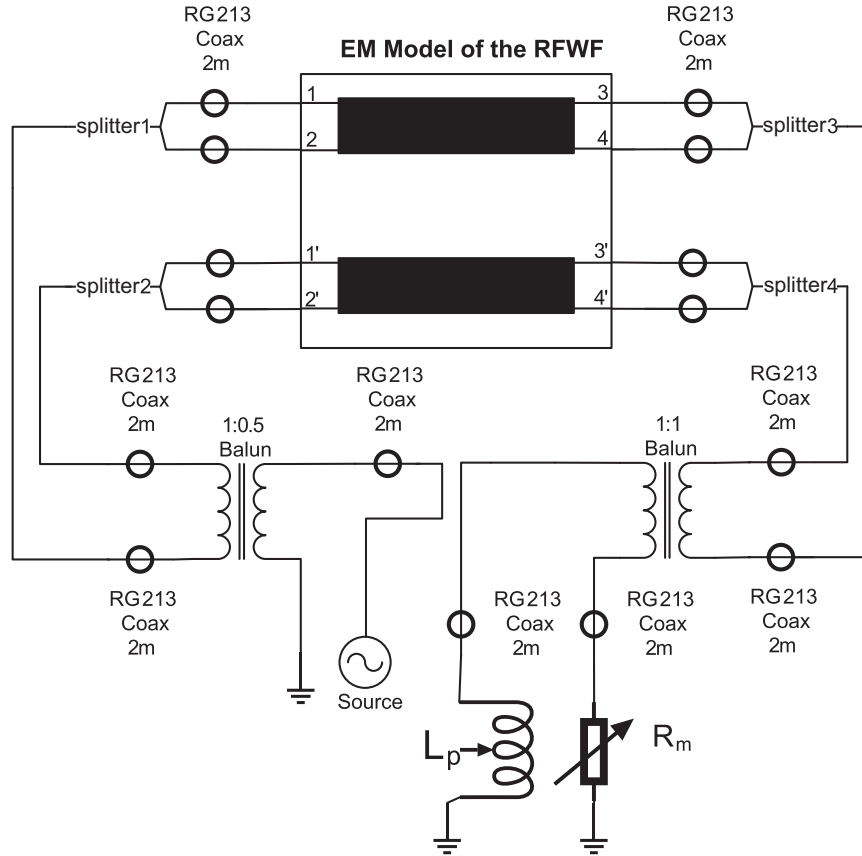 RG213
Coax
2m
RG213
Coax
2m
EM Model of the RFWF
1
3
splitter1
splitter3
2
4
1'
3'
splitter2
splitter4
2'
4'
RG213
Coax
2m
RG213
Coax
2m
RG213
Coax
2m
1:0.5
Balun
1:1
Balun
RG213
Coax
2m
RG213
Coax
2m
RG213
Coax
2m
RG213
Coax
2m
Source
Lp
Rm